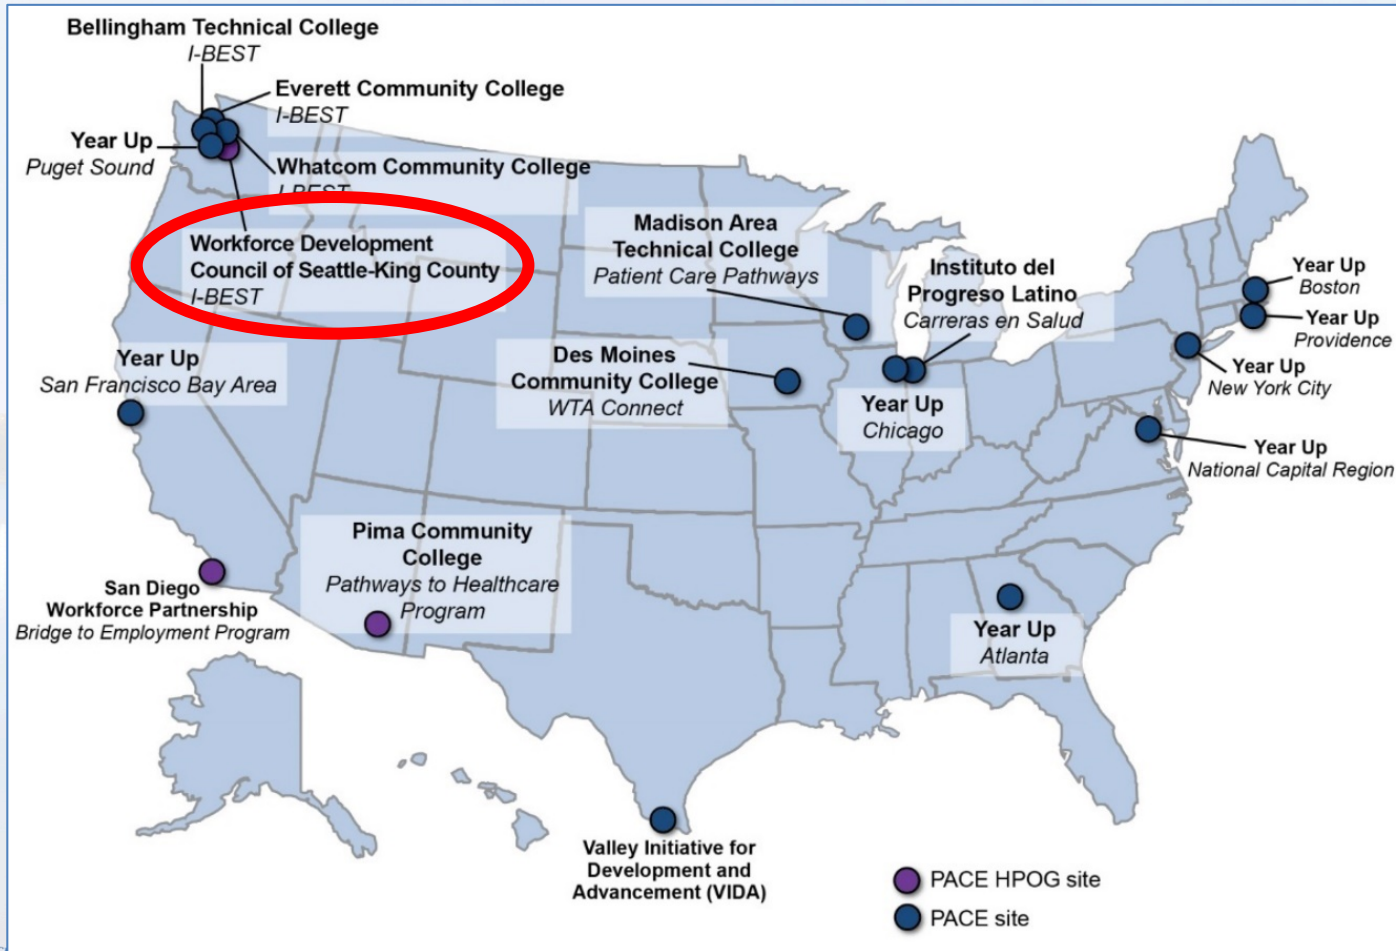 Bellingham Technical College
I-BEST
Everett Community College
I-BEST
Year Up
Puget Sound
Whatcom Community College
I-BEST
Workforce Development
Council of Seattle-King County
I-BEST
Madison Area
Technical College
Patient Care Pathways
Instituto del
Progreso Latino
Carreras en Salud
Year Up
Boston
Year Up
Providence
Year Up
San Francisco Bay Area
Des Moines
Community College
WTA Connect
Year Up
Chicago
Year Up
New York City
Year Up
National Capital Region
Pima Community
College
Pathways to Healthcare
Program
San Diego
Workforce Partnership
Bridge to Employment Program
Year Up
Atlanta
Valley Initiative for
Development and
Advancement (VIDA)
PACE HPOG site
PACE site